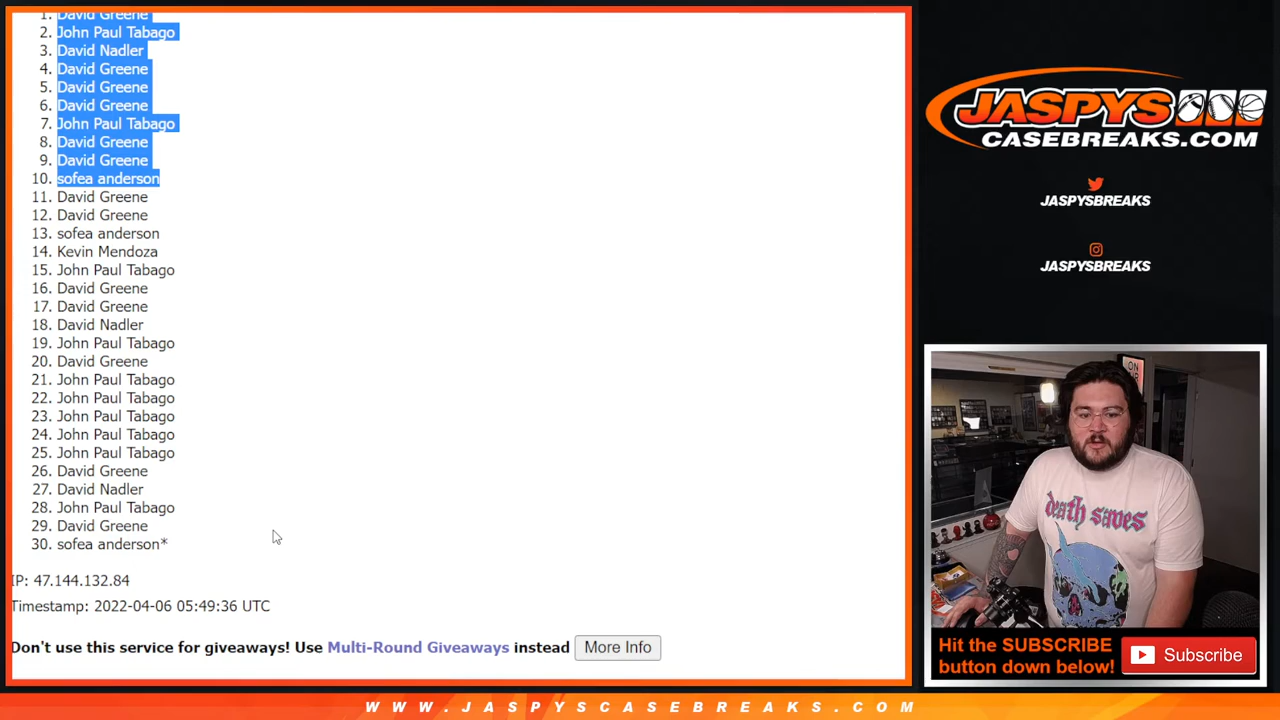 1. David Greene
2. John Paul Tabago
3. David Nadler
4. David Greene
5. David Greene
6. David Greene
7. John Paul Tabago
8. David Greene
9. David Greene
10. sofea anderson
11. David Greene
12. David Greene
13. sofea anderson
14. Kevin Mendoza
15. John Paul Tabago
16. David Greene
17. David Greene
18. David Nadler
19. John Paul Tabago
20. David Greene
21. John Paul Tabago
22. John Paul Tabago
23. John Paul Tabago
24. John Paul Tabago
25. John Paul Tabago
26. David Greene
27. David Nadler
28. John Paul Tabago
29. David Greene
30. sofea anderson*
IP: 47.144.132.84
Timestamp: 2022-04-06 05:49:36 UTC
Don't use this service for giveaways! Use Multi-Round Giveaways instead More Info
JASPYS
CASEBREAKS.COM
JASPYSBREAKS
JASPYSBREAKS
ON
death saves
Hit the SUBSCRIBE
button down below!
Subscribe
WWW.JASPYSCASEBREAKS.COM